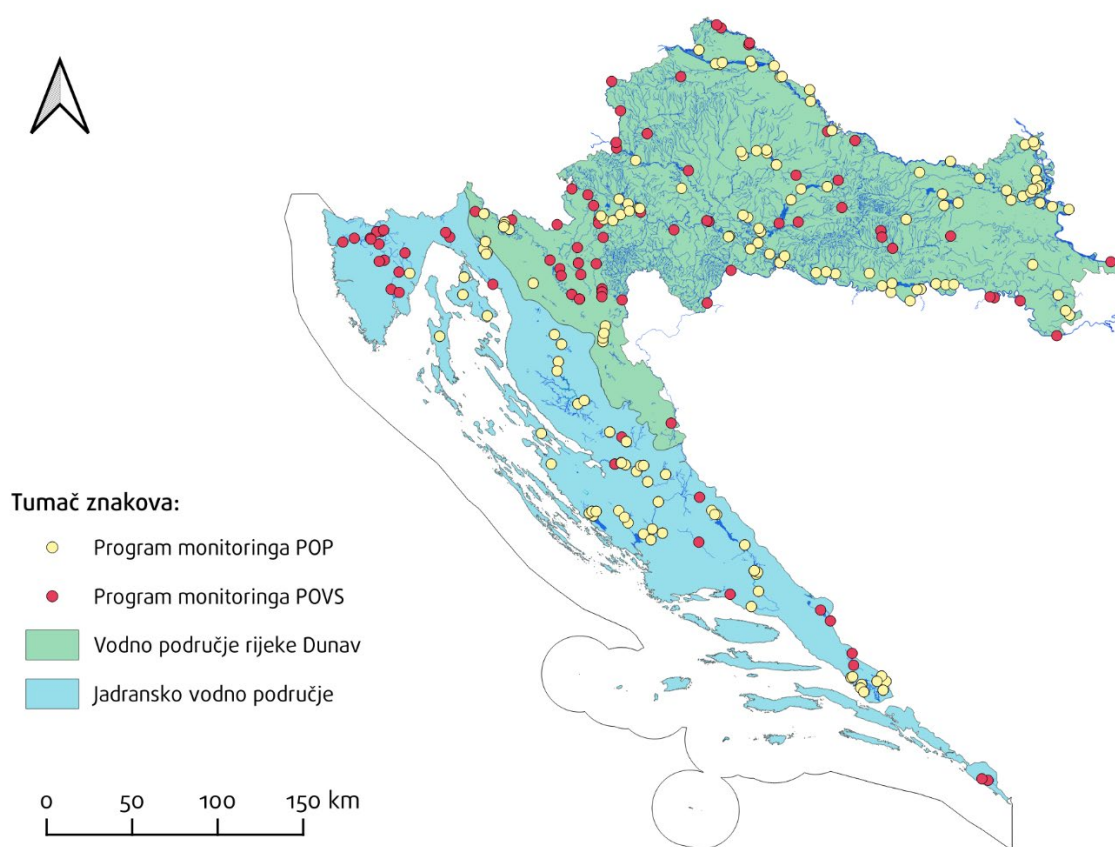 Tumač znakova:
Program monitoringa POP
Program monitoringa POVS
Vodno područje rijeke Dunav
Jadransko vodno područje
0 50 100 150 km